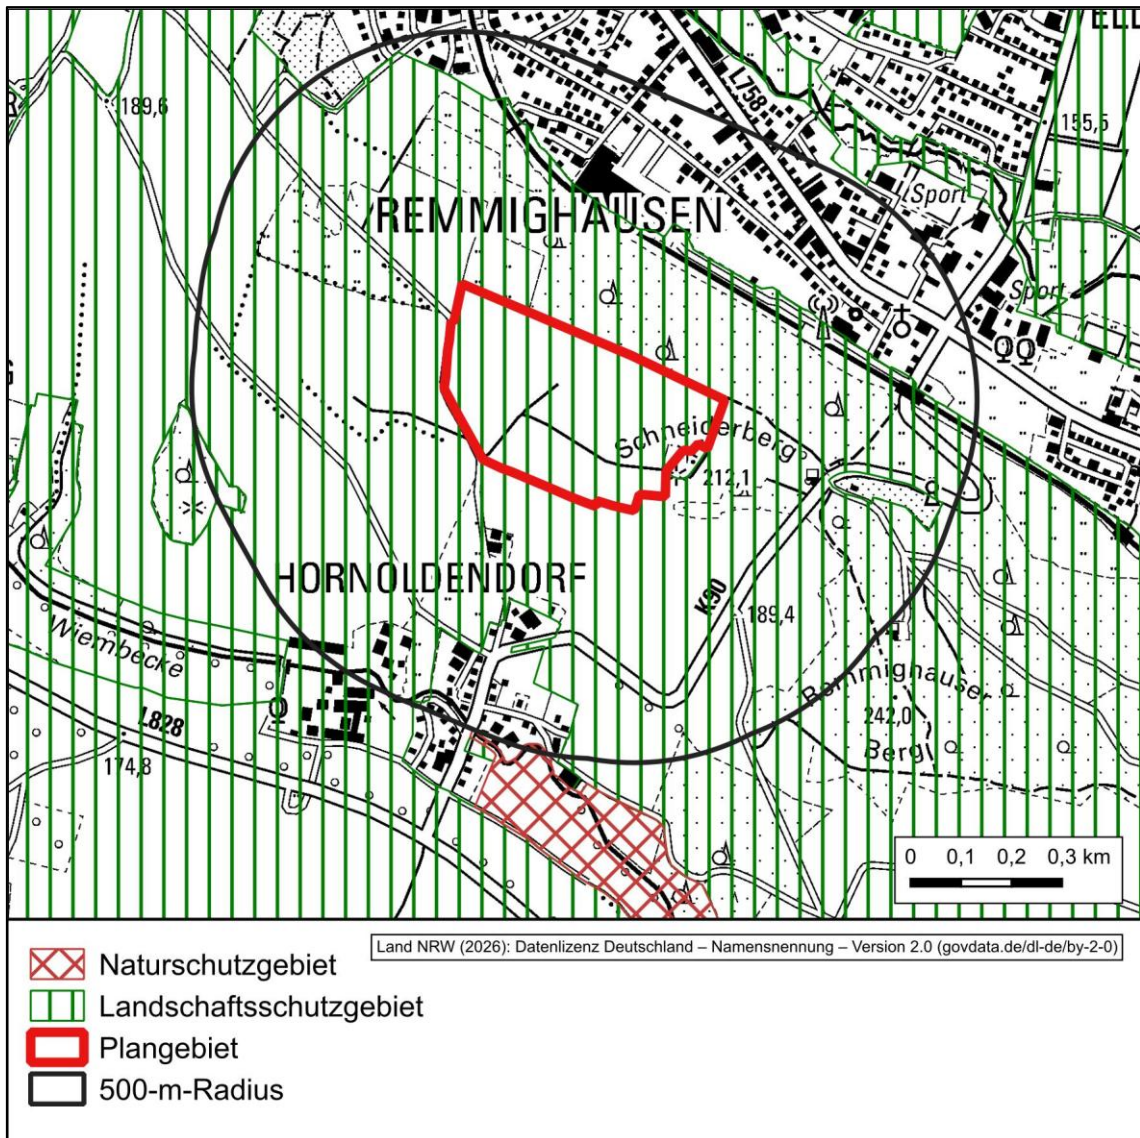 ELL
189,6
L758
155,5
Sport
REMMIGHAUSEN
Sport
Schneiderberg
212,1
HORNOLDENDORF
K90
189,4
Wiembecke
Remmighauser
Berg
242,0
L828
174,8
0 0,1 0,2 0,3 km
Land NRW (2026): Datenlizenz Deutschland – Namensnennung – Version 2.0 (govdata.de/dl-de/by-2-0)
Naturschutzgebiet
Landschaftsschutzgebiet
Plangebiet
500-m-Radius